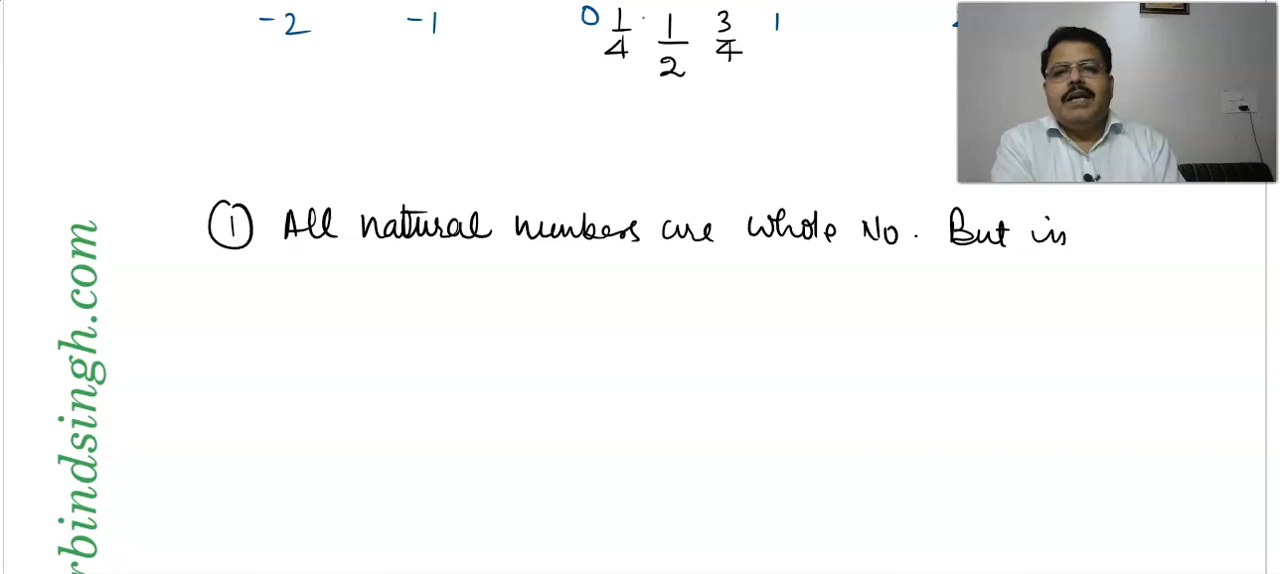 -2 -1 0 1/4 1/2 3/4 1
① All natural numbers are whole No. But in
rbindsingh.com